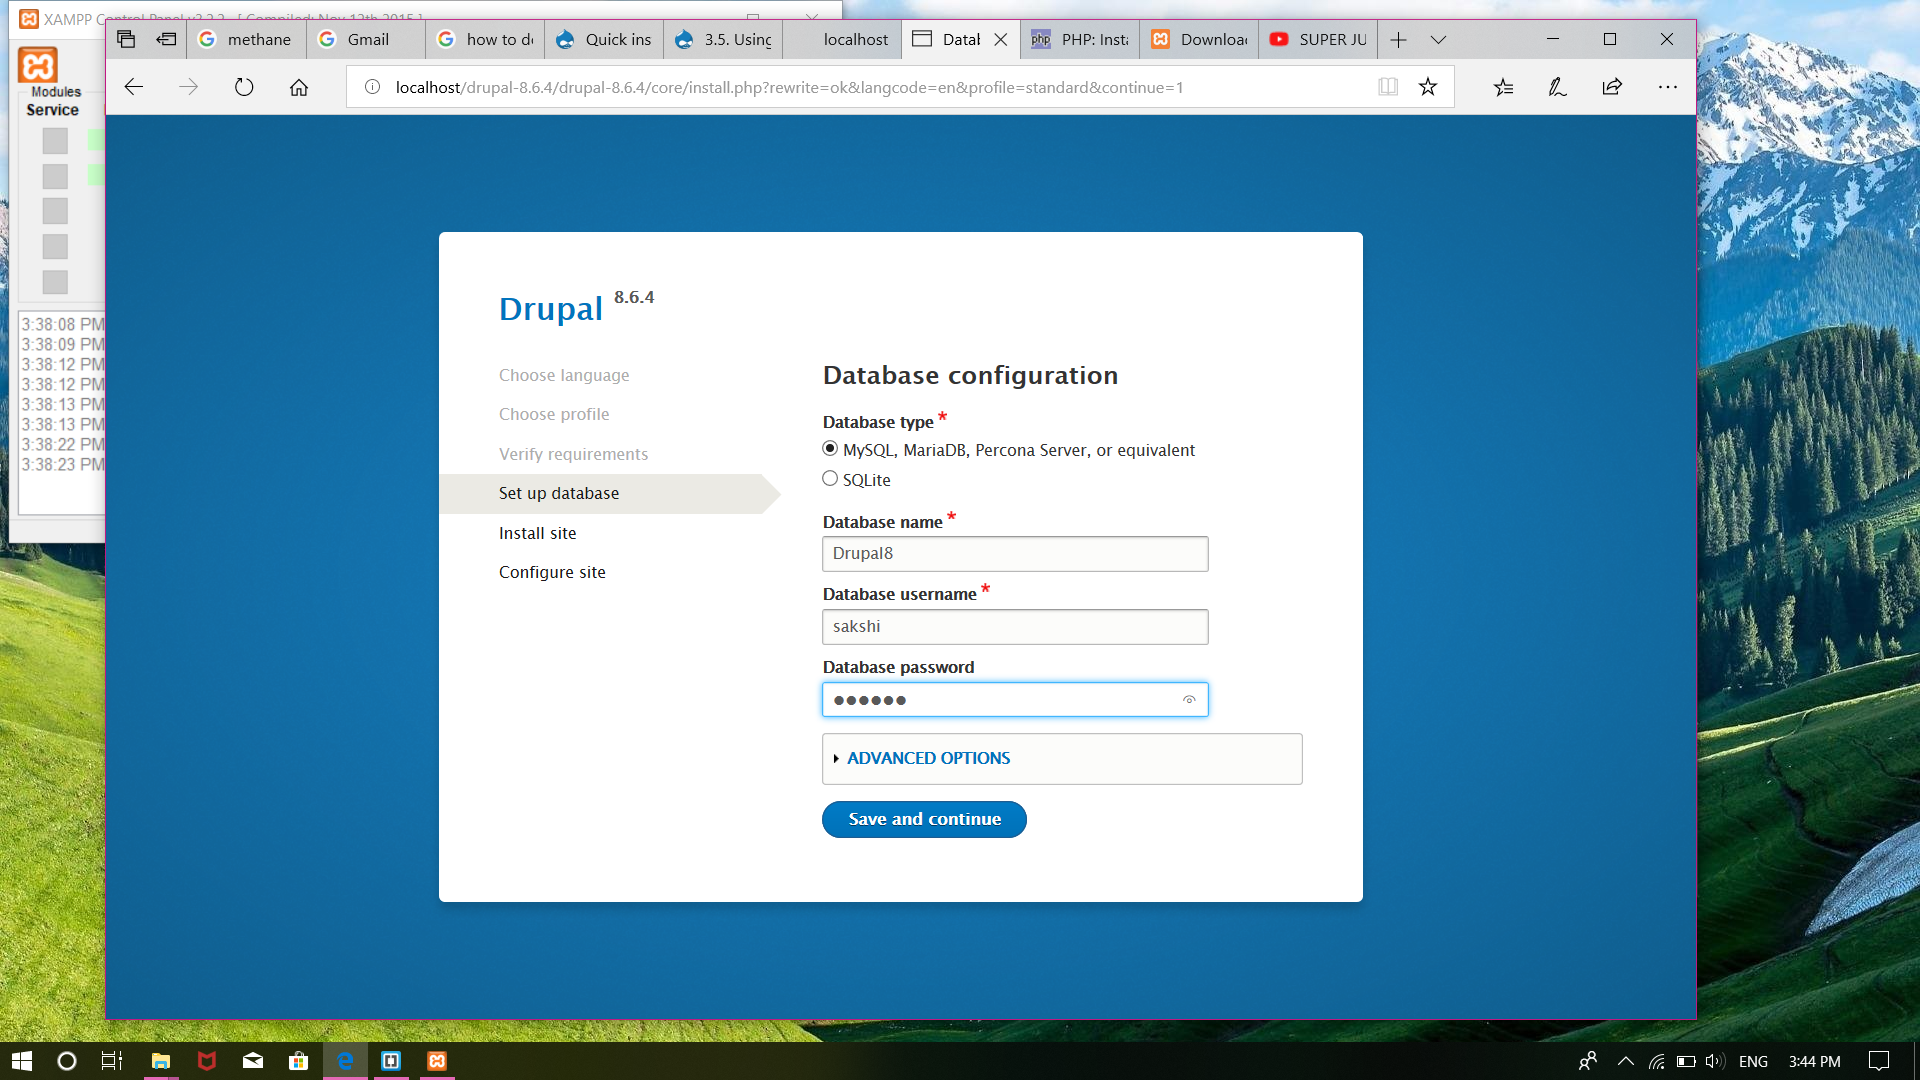 XAMPP Control Panel v3.2.2 [ Compiled: Nov 12th 2015 ]
methane
Gmail
how to d
Quick ins
3.5. Using
localhost
Datab
PHP: Inst
Downloa
SUPER JU
localhost/drupal-8.6.4/drupal-8.6.4/core/install.php?rewrite=ok&langcode=en&profile=standard&continue=1
Modules
Service
3:38:08 PM
3:38:09 PM
3:38:12 PM
3:38:12 PM
3:38:13 PM
3:38:13 PM
3:38:22 PM
3:38:23 PM
Drupal 8.6.4
Choose language
Choose profile
Verify requirements
Set up database
Install site
Configure site
Database configuration
Database type *
MySQL, MariaDB, Percona Server, or equivalent
SQLite
Database name *
Drupal8
Database username *
sakshi
Database password
ADVANCED OPTIONS
Save and continue
ENG
3:44 PM